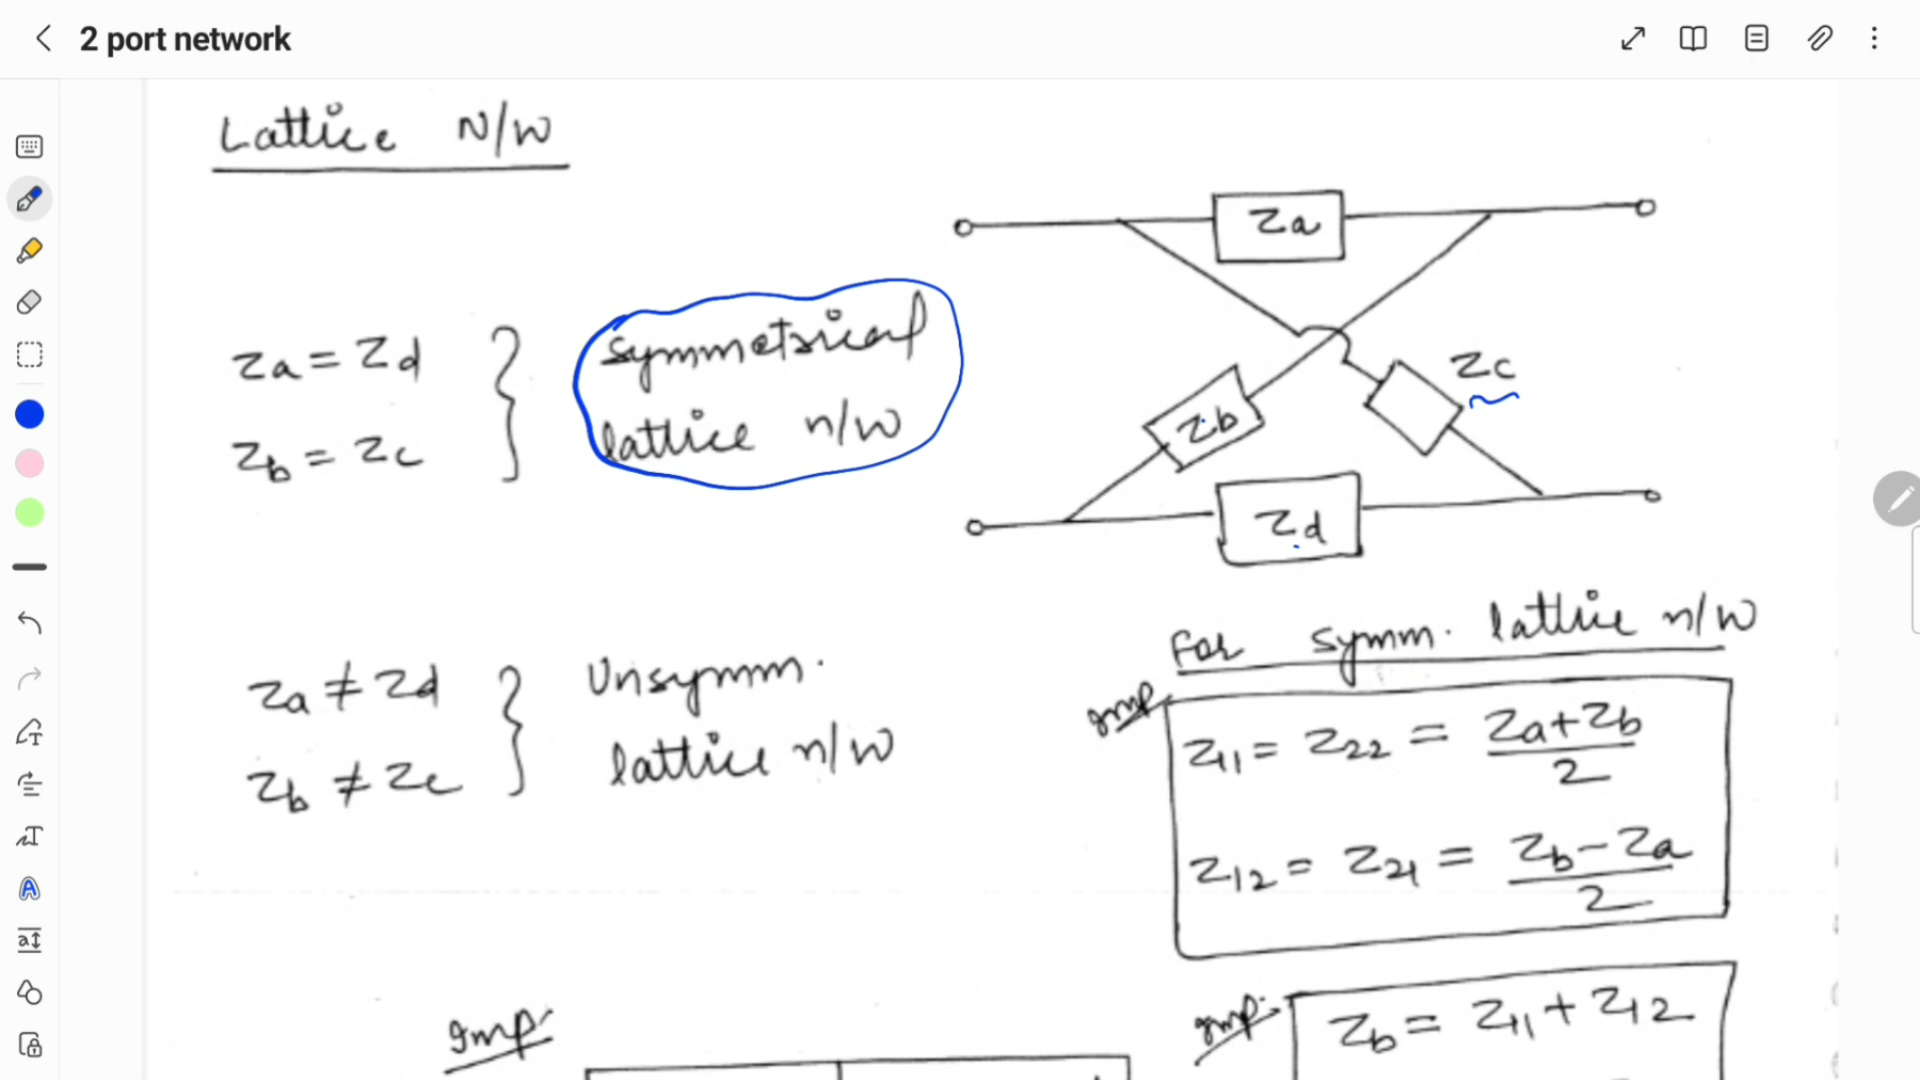 2 port network
Lattice N/W
Za
Za = Zd
Zb = Zc
symmetrical
lattice n/w
Zc
Zb
Zd
For symm. lattice n/w
Za ≠ Zd
Zb ≠ Zc
Unsymm.
lattice n/w
Imp
Z11 = Z22 = Za+Zb
2
Z12 = Z21 = Zb-Za
2
Imp:
Imp:
Zb = Z11 + Z12